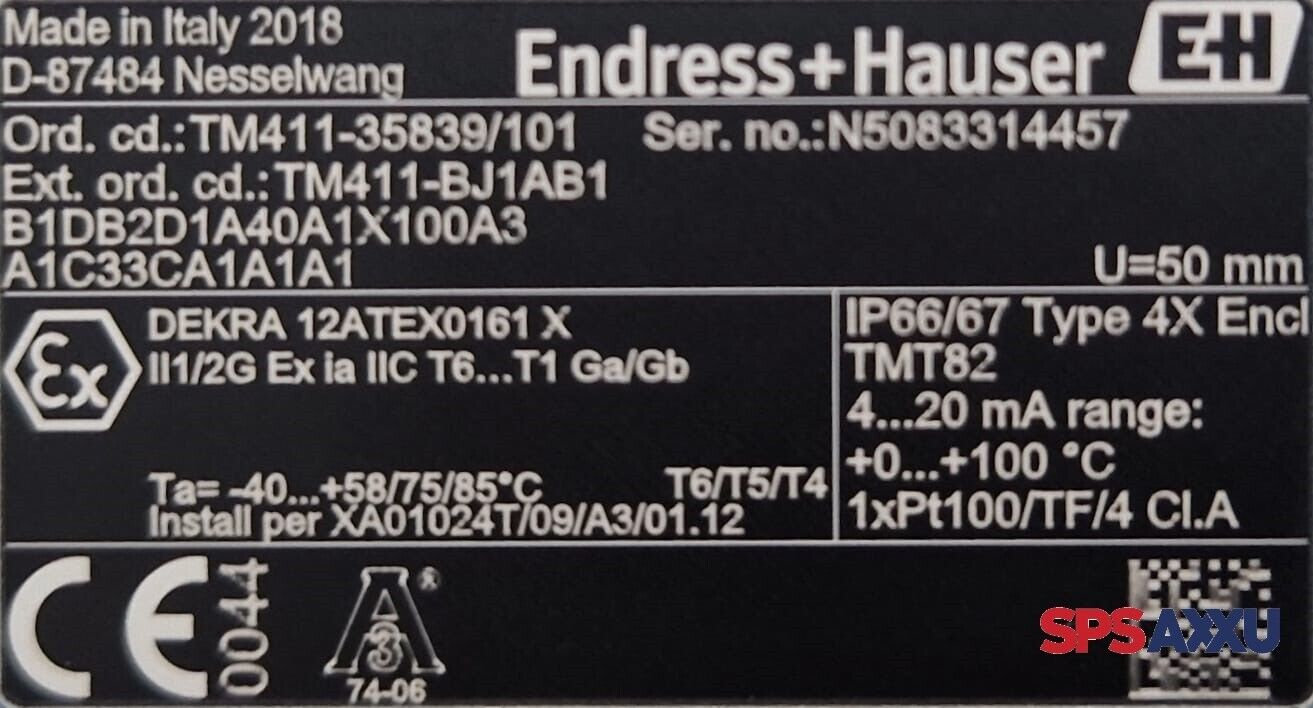 Made in Italy 2018
D-87484 Nesselwang
Endress+Hauser
EH
Ord. cd.:TM411-35839/101 Ser. no.:N5083314457
Ext. ord. cd.:TM411-BJ1AB1
B1DB2D1A40A1X100A3
A1C33CA1A1A1
U=50 mm
Ex
DEKRA 12ATEX0161 X
II1/2G Ex ia IIC T6...T1 Ga/Gb
Ta= -40...+58/75/85°C T6/T5/T4
Install per XA01024T/09/A3/01.12
IP66/67 Type 4X Encl
TMT82
4...20 mA range:
+0...+100 °C
1xPt100/TF/4 Cl.A
CE 0044
A ®
3
74-06
SPSAXXU